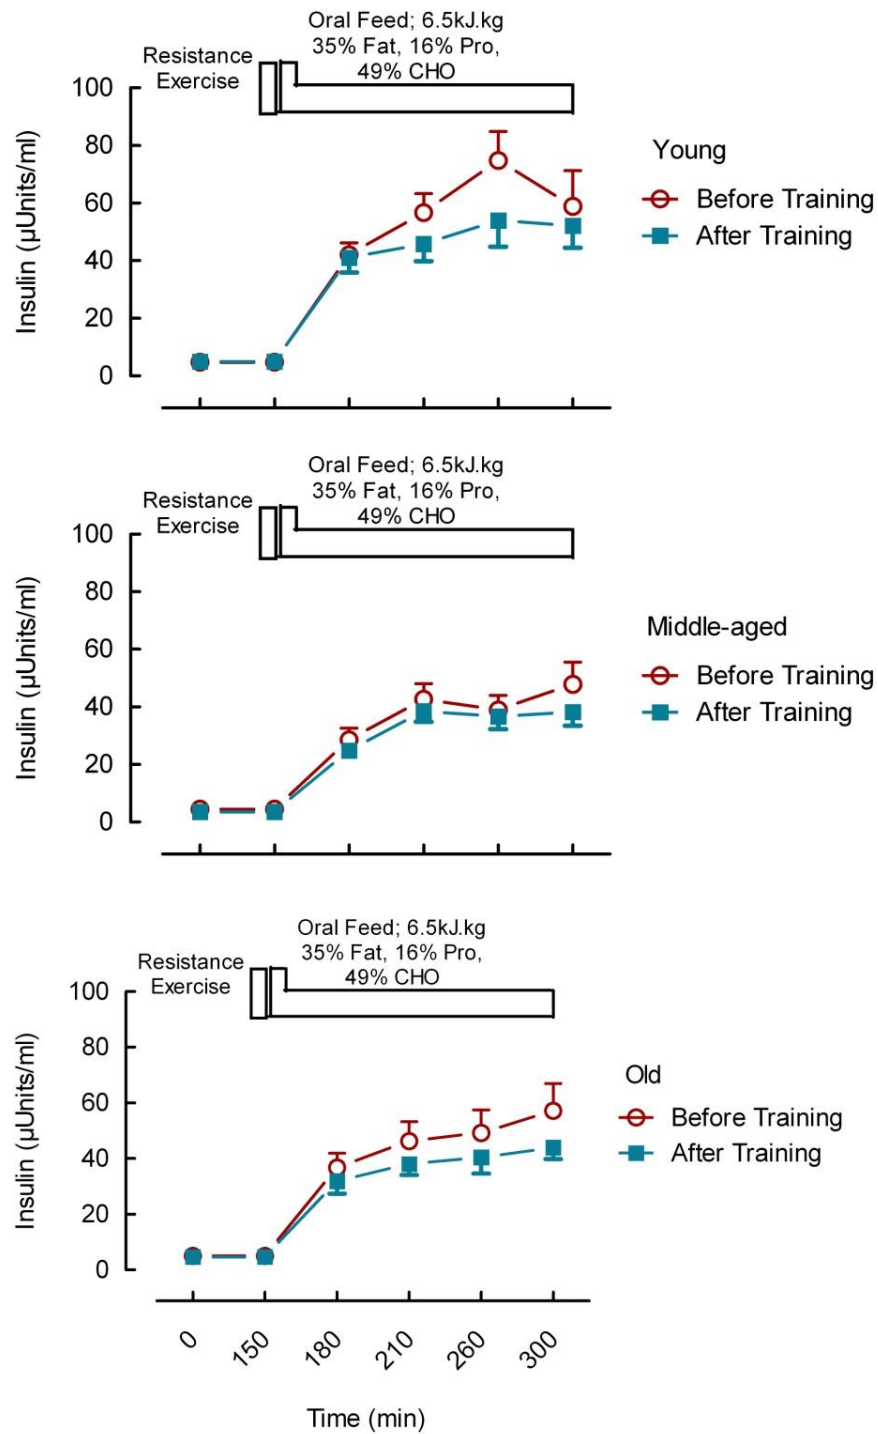 Oral Feed; 6.5kJ.kg
35% Fat, 16% Pro,
49% CHO
Resistance
Exercise
100
80
60
40
20
0
Insulin (µUnits/ml)
Young
Before Training
After Training
Oral Feed; 6.5kJ.kg
35% Fat, 16% Pro,
49% CHO
Resistance
Exercise
100
80
60
40
20
0
Insulin (µUnits/ml)
Middle-aged
Before Training
After Training
Oral Feed; 6.5kJ.kg
35% Fat, 16% Pro,
49% CHO
Resistance
Exercise
100
80
60
40
20
0
Insulin (µUnits/ml)
Old
Before Training
After Training
0
150
180
210
260
300
Time (min)